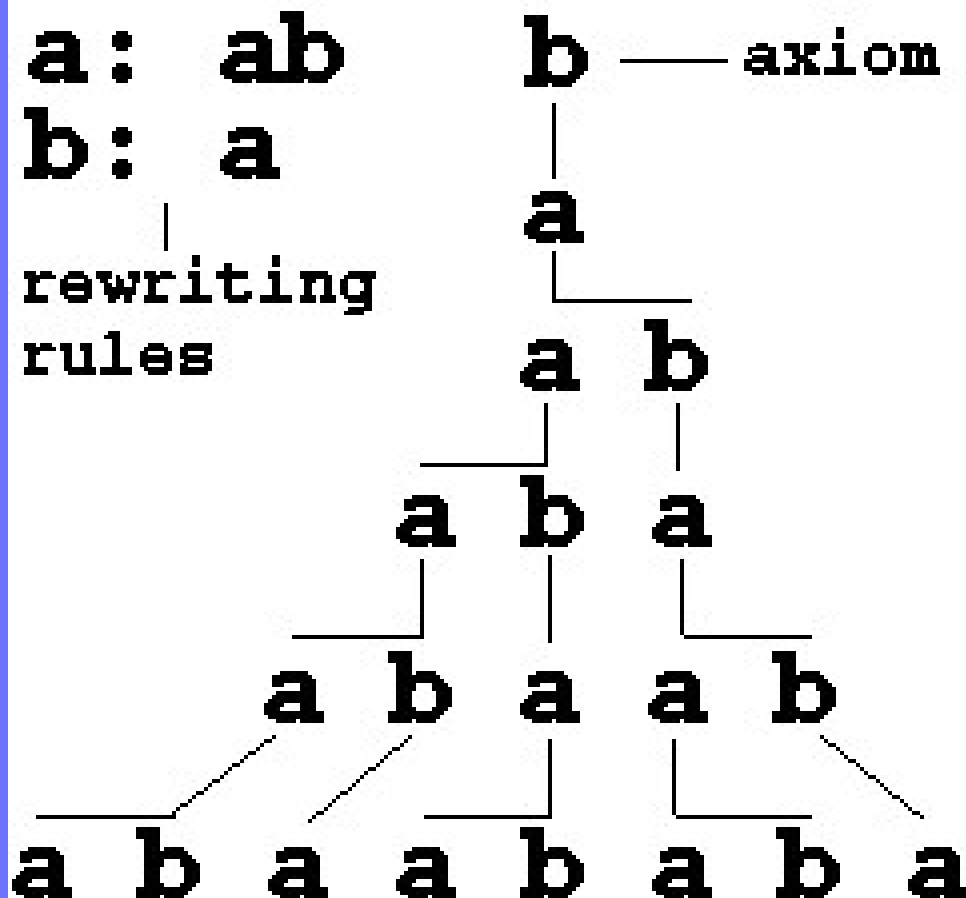 a: ab
b: a
rewriting
rules
b axiom
a
a b
a b a
a b a a b
a b a a b a b a